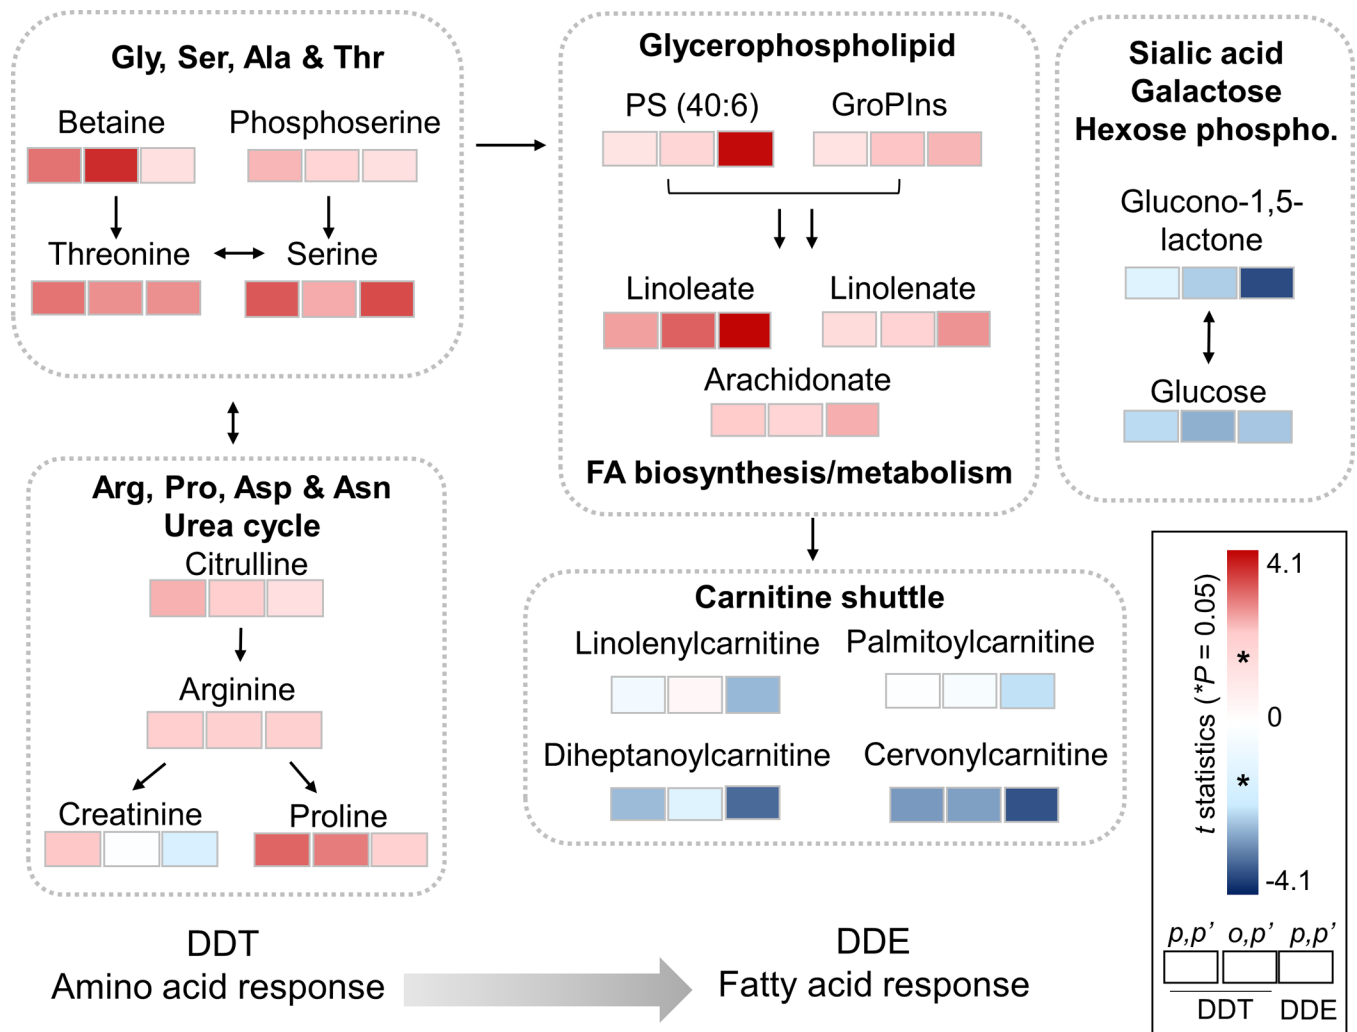 Gly, Ser, Ala & Thr
Betaine
Phosphoserine
Threonine
Serine
Arg, Pro, Asp & Asn
Urea cycle
Citrulline
Arginine
Creatinine
Proline
Glycerophospholipid
PS (40:6)
GroPIns
Linoleate
Linolenate
Arachidonate
FA biosynthesis/metabolism
Carnitine shuttle
Linolenylcarnitine
Palmitoylcarnitine
Diheptanoylcarnitine
Cervonylcarnitine
Sialic acid
Galactose
Hexose phospho.
Glucono-1,5-
lactone
Glucose
t statistics (*P = 0.05)
4.1
*
0
*
-4.1
p,p’ o,p’ p,p’
DDT DDE
DDT
Amino acid response
DDE
Fatty acid response